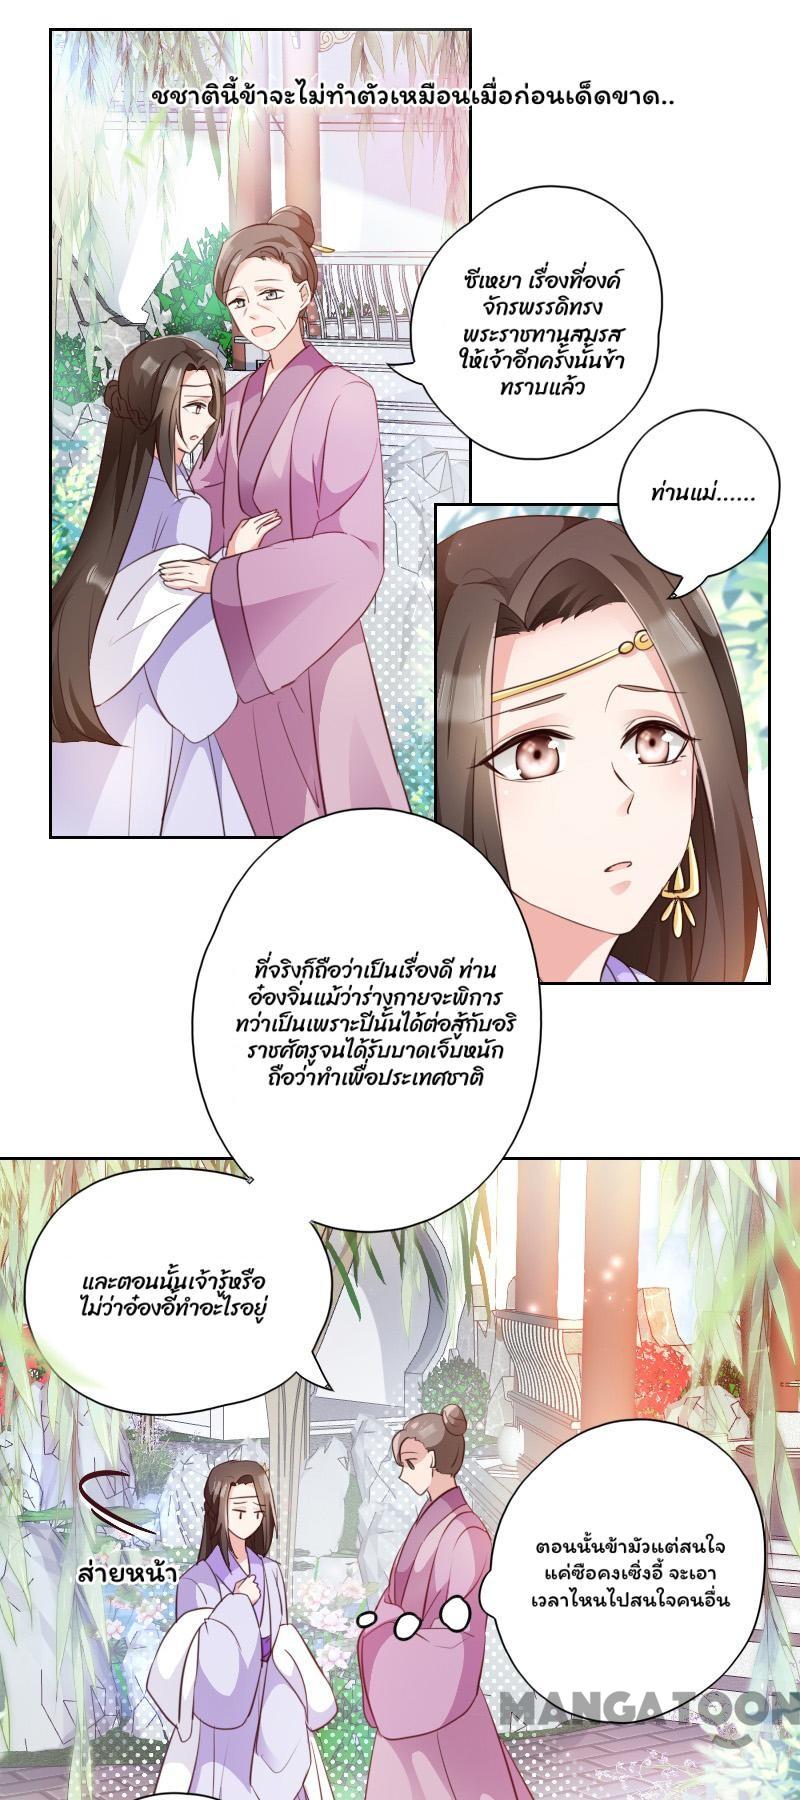 ชชาตินี้ข้าจะไม่ทำตัวเหมือนเมื่อก่อนเด็ดขาด..
ซีเหยา เรื่องที่องค์
จักรพรรดิทรง
พระราชทานสมรส
ให้เจ้าอีกครั้งนั้นข้า
ทราบแล้ว
ท่านแม่......
ที่จริงก็ถือว่าเป็นเรื่องดี ท่าน
อ๋องจิ่นแม้ว่าร่างกายจะพิการ
ทว่าเป็นเพราะปีนั้นได้ต่อสู้กับอริ
ราชศัตรูจนได้รับบาดเจ็บหนัก
ถือว่าทำเพื่อประเทศชาติ
และตอนนั้นเจ้ารู้หรือ
ไม่ว่าอ๋องอี้ทำอะไรอยู่
ส่ายหน้า
ตอนนั้นข้ามัวแต่สนใจ
แค่ซือคงเซิ่งอี้ จะเอา
เวลาไหนไปสนใจคนอื่น
MANGATOON